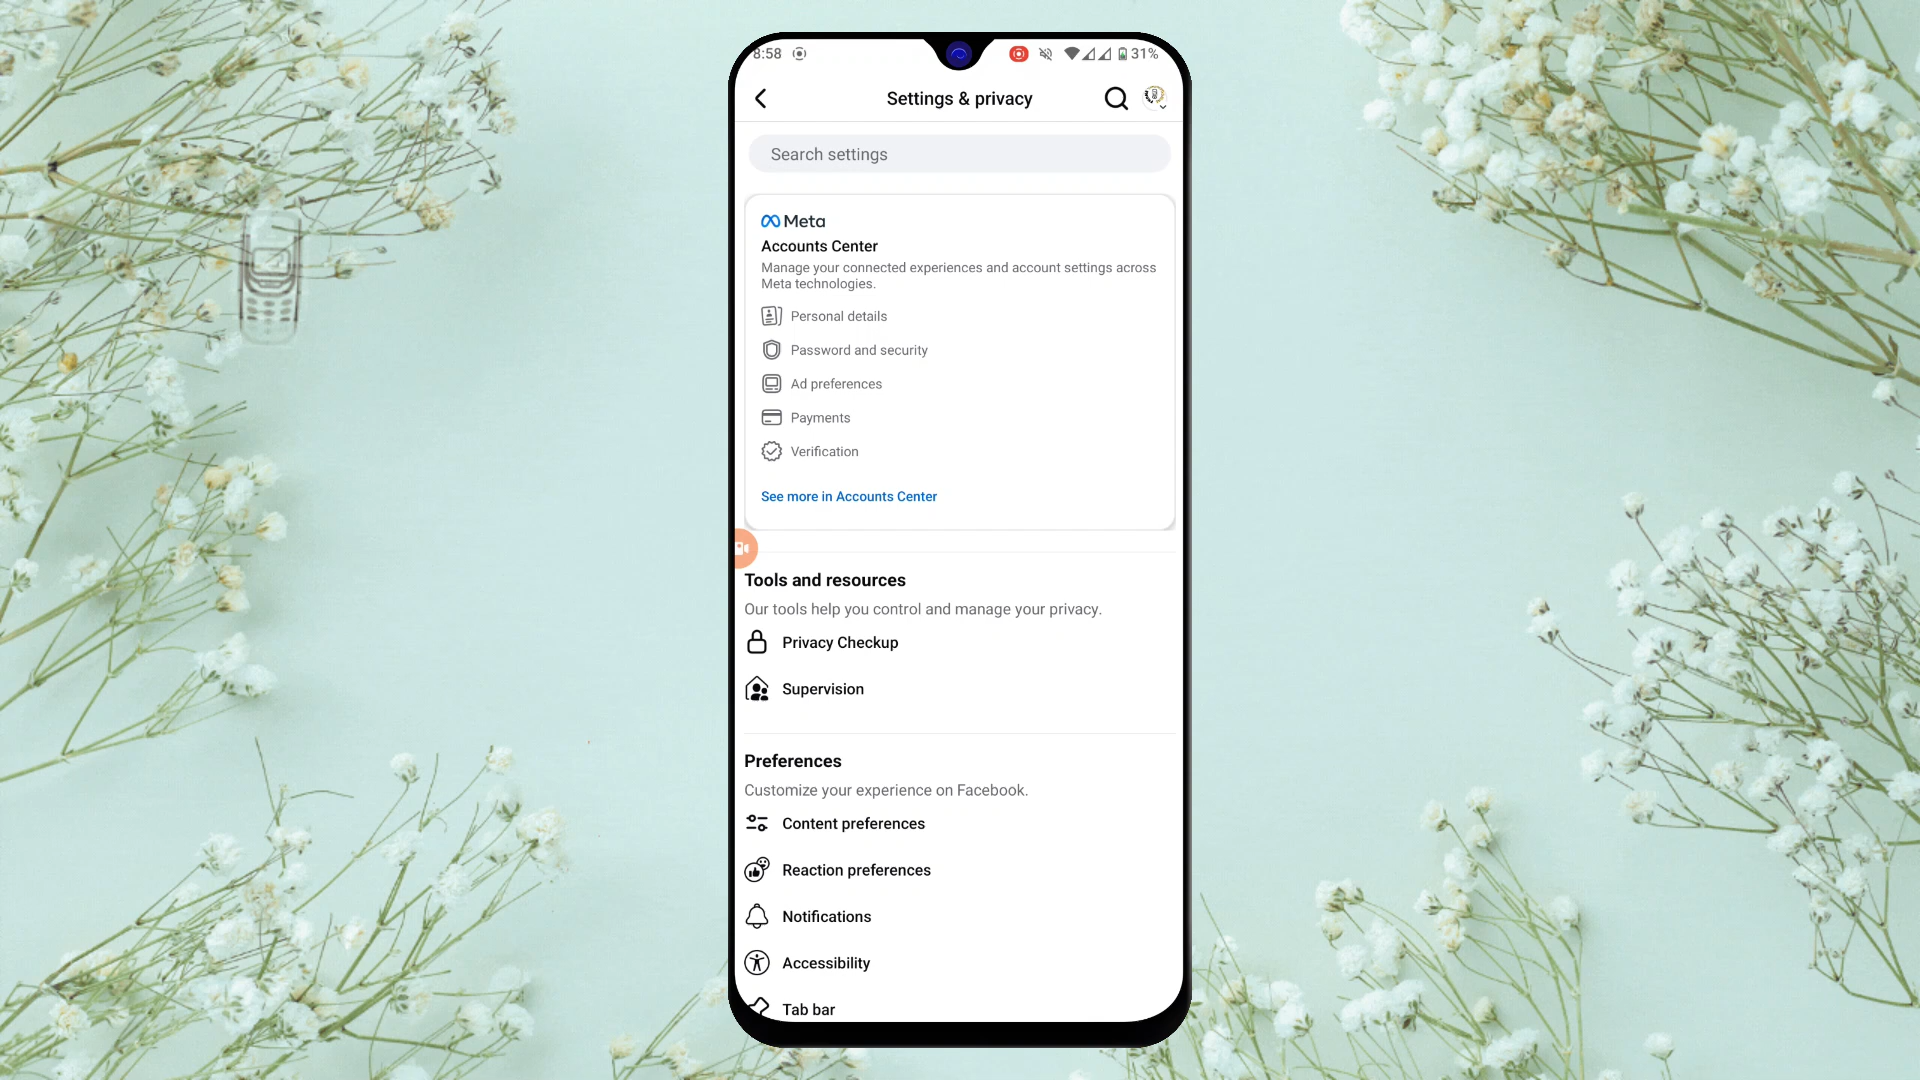 8:58
31%
Settings & privacy
Search settings
Meta
Accounts Center
Manage your connected experiences and account settings across
Meta technologies.
Personal details
Password and security
Ad preferences
Payments
Verification
See more in Accounts Center
Tools and resources
Our tools help you control and manage your privacy.
Privacy Checkup
Supervision
Preferences
Customize your experience on Facebook.
Content preferences
Reaction preferences
Notifications
Accessibility
Tab bar